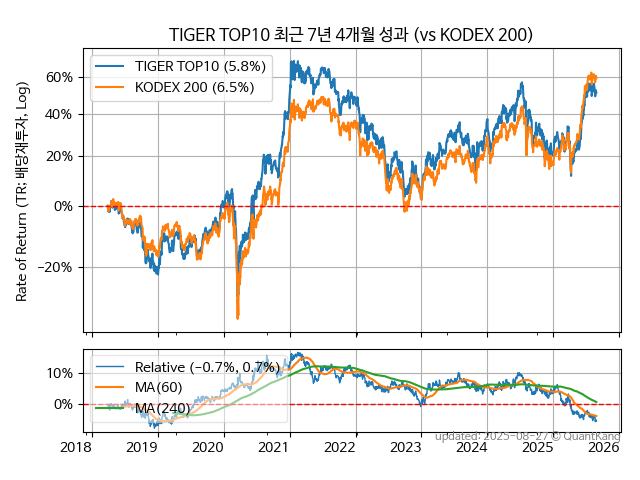 TIGER TOP10 최근 7년 4개월 성과 (vs KODEX 200)
Rate of Return (TR: 배당재투자, Log)
60%
40%
20%
0%
−20%
TIGER TOP10 (5.8%)
KODEX 200 (6.5%)
10%
0%
Relative (−0.7%, 0.7%)
MA(60)
MA(240)
2018 2019 2020 2021 2022 2023 2024 2025 2026
updated: 2025-08-27 © QuantKang